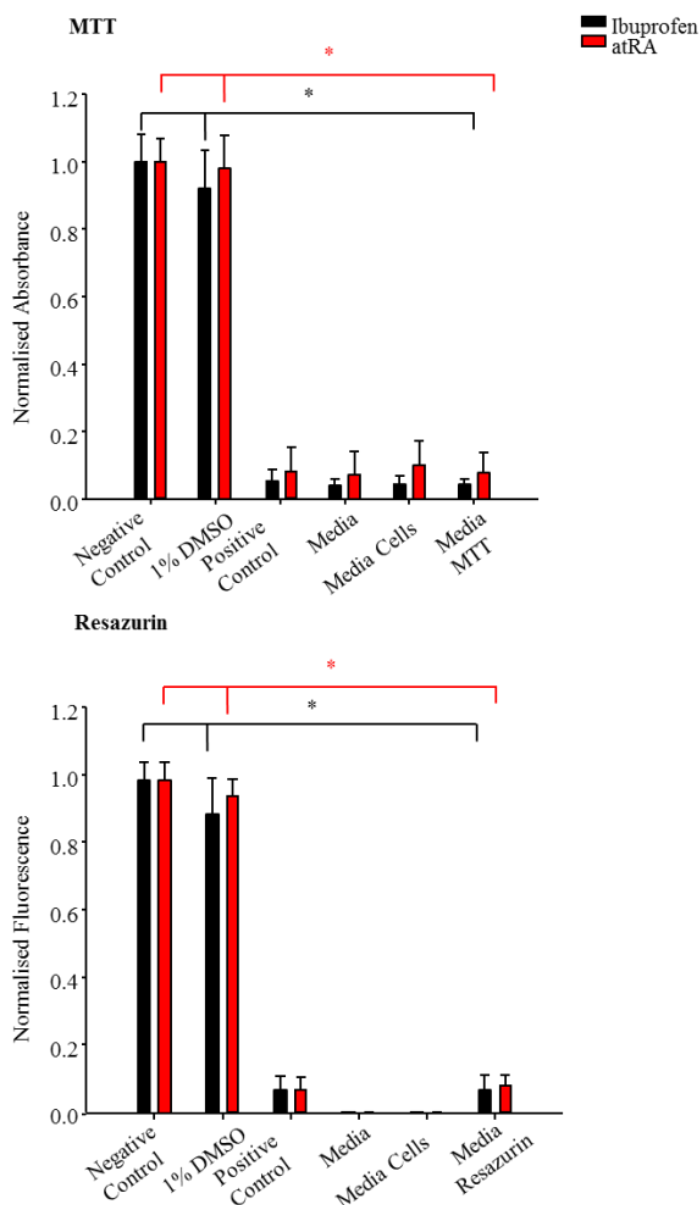 MTT
Ibuprofen
atRA
*
*
1.2
1.0
0.8
0.6
0.4
0.2
0.0
Normalised Absorbance
Negative
Control
1% DMSO
Positive
Control
Media
Media Cells
Media
MTT
Resazurin
*
*
1.2
1.0
0.8
0.6
0.4
0.2
0.0
Normalised Fluorescence
Negative
Control
1% DMSO
Positive
Control
Media
Media Cells
Media
Resazurin